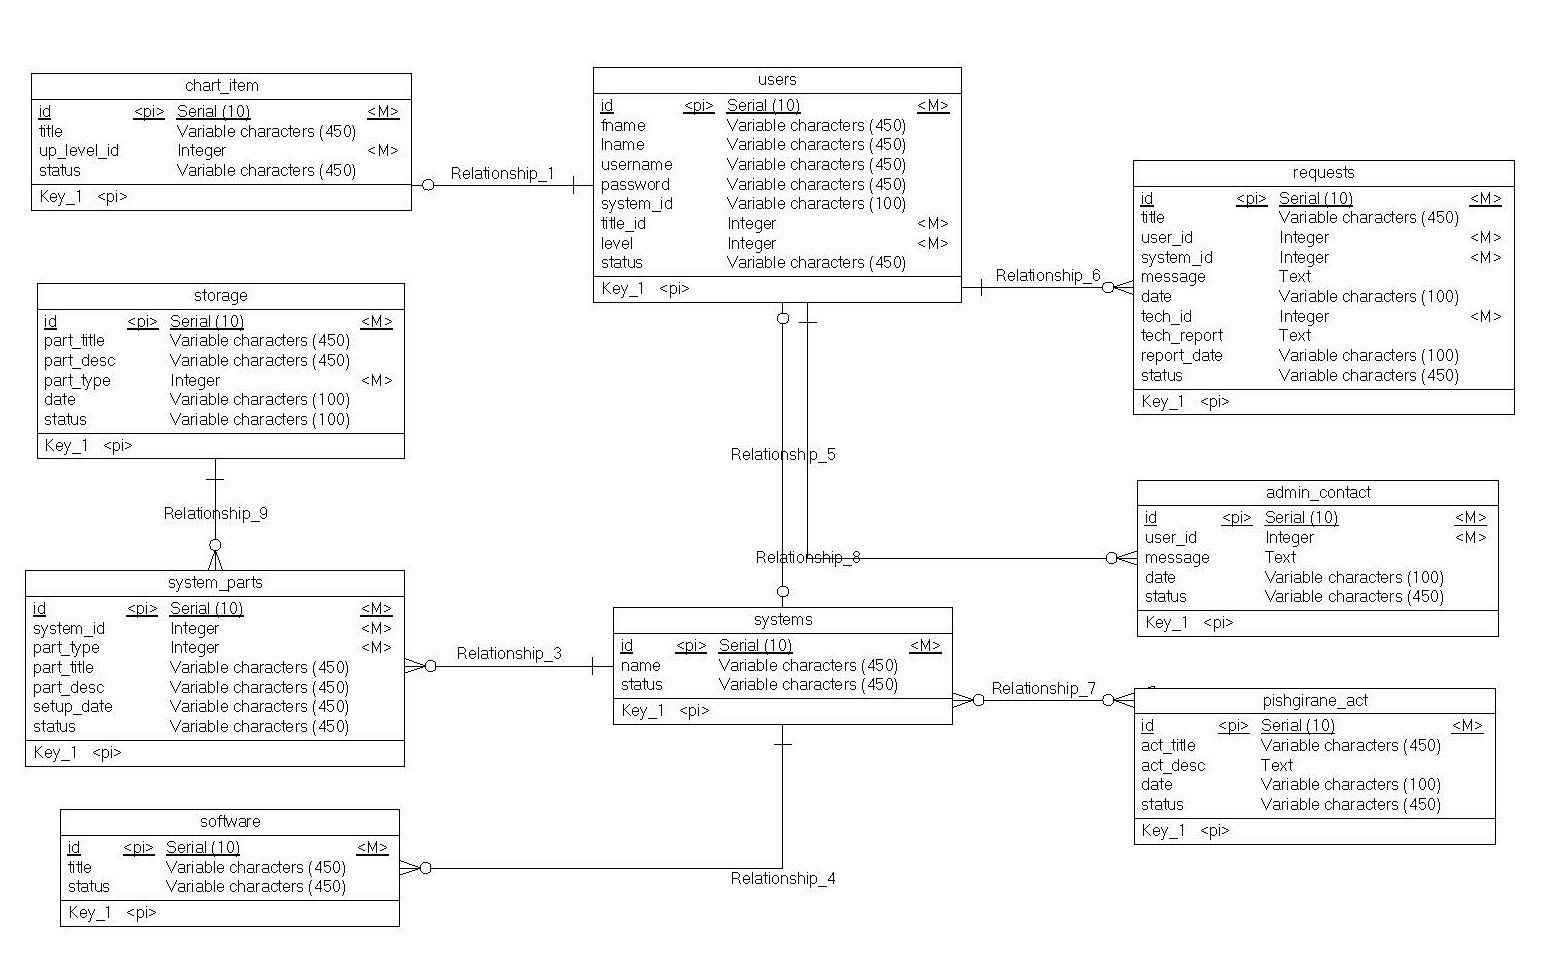 chart_item
id <pi> Serial (10) <M>
title Variable characters (450)
up_level_id Integer <M>
status Variable characters (450)
Key_1 <pi>
Relationship_1
users
id <pi> Serial (10) <M>
fname Variable characters (450)
lname Variable characters (450)
username Variable characters (450)
password Variable characters (450)
system_id Variable characters (100)
title_id Integer <M>
level Integer <M>
status Variable characters (450)
Key_1 <pi>
Relationship_6
requests
id <pi> Serial (10) <M>
title Variable characters (450)
user_id Integer <M>
system_id Integer <M>
message Text
date Variable characters (100)
tech_id Integer <M>
tech_report Text
report_date Variable characters (100)
status Variable characters (450)
Key_1 <pi>
storage
id <pi> Serial (10) <M>
part_title Variable characters (450)
part_desc Variable characters (450)
part_type Integer <M>
date Variable characters (100)
status Variable characters (100)
Key_1 <pi>
Relationship_9
Relationship_5
Relationship_8
admin_contact
id <pi> Serial (10) <M>
user_id Integer <M>
message Text
date Variable characters (100)
status Variable characters (450)
Key_1 <pi>
system_parts
id <pi> Serial (10) <M>
system_id Integer <M>
part_type Integer <M>
part_title Variable characters (450)
part_desc Variable characters (450)
setup_date Variable characters (450)
status Variable characters (450)
Key_1 <pi>
Relationship_3
systems
id <pi> Serial (10) <M>
name Variable characters (450)
status Variable characters (450)
Key_1 <pi>
Relationship_7
pishgirane_act
id <pi> Serial (10) <M>
act_title Variable characters (450)
act_desc Text
date Variable characters (100)
status Variable characters (450)
Key_1 <pi>
software
id <pi> Serial (10) <M>
title Variable characters (450)
status Variable characters (450)
Key_1 <pi>
Relationship_4